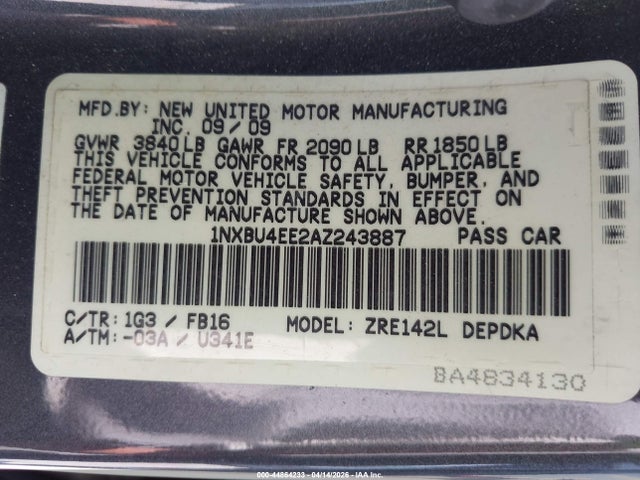 MFD.BY: NEW UNITED MOTOR MANUFACTURING
INC. 09/09
GVWR 3840LB GAWR FR 2090LB RR1850LB
THIS VEHICLE CONFORMS TO ALL APPLICABLE
FEDERAL MOTOR VEHICLE SAFETY, BUMPER, AND
THEFT PREVENTION STANDARDS IN EFFECT ON
THE DATE OF MANUFACTURE SHOWN ABOVE.
1NXBU4EE2AZ243887 PASS CAR
C/TR: 1G3 / FB16 MODEL: ZRE142L DEPDKA
A/TM: -03A / U341E
BA4834130
000-44864233 - 04/14/2026 - IAA Inc.